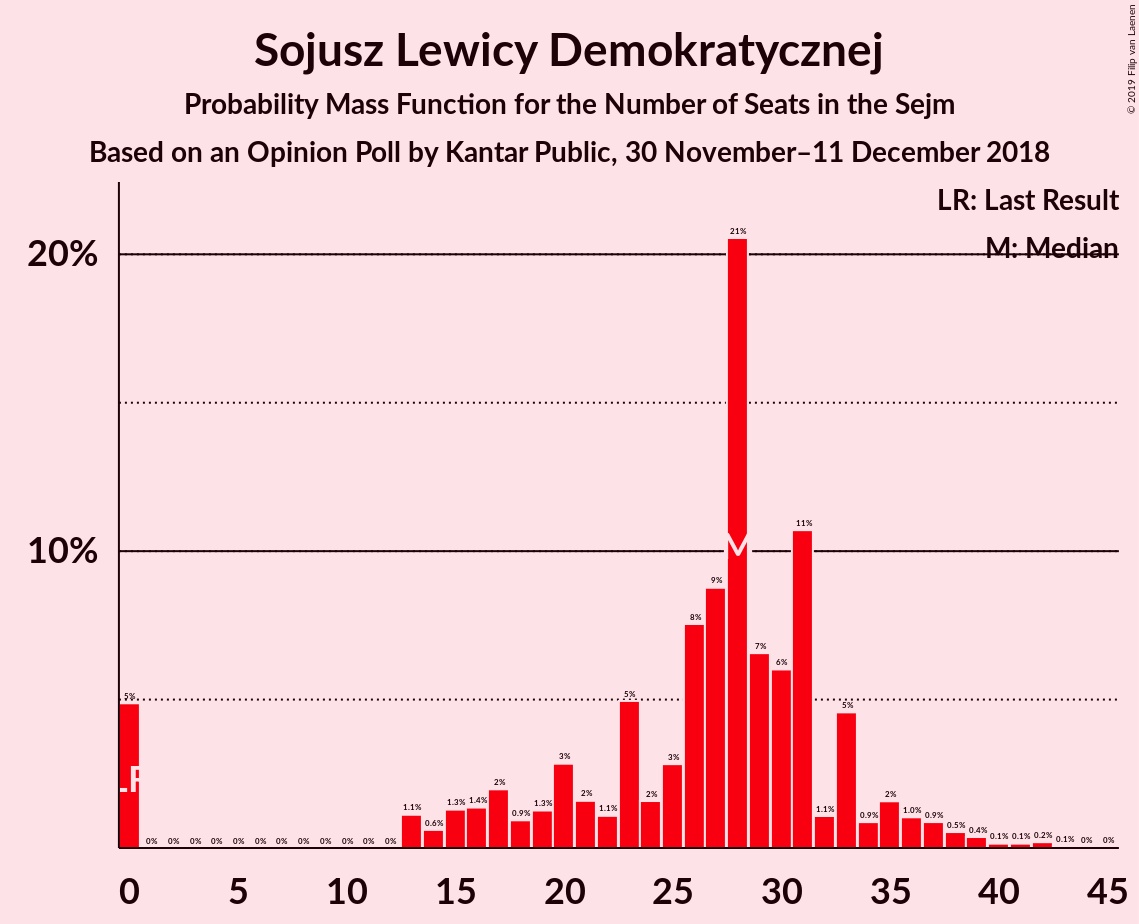 Sojusz Lewicy Demokratycznej
Probability Mass Function for the Number of Seats in the Sejm
Based on an Opinion Poll by Kantar Public, 30 November–11 December 2018
© 2019 Filip van Laenen
LR: Last Result
M: Median
20%
10%
5% 0% 0% 0% 0% 0% 0% 0% 0% 0% 0% 0% 0% 1.1% 0.6% 1.3% 1.4% 2% 0.9% 1.3% 3% 2% 1.1% 5% 2% 3% 8% 9% 21% 7% 6% 11% 1.1% 5% 0.9% 2% 1.0% 0.9% 0.5% 0.4% 0.1% 0.1% 0.2% 0.1% 0% 0%
M
LR
0 5 10 15 20 25 30 35 40 45